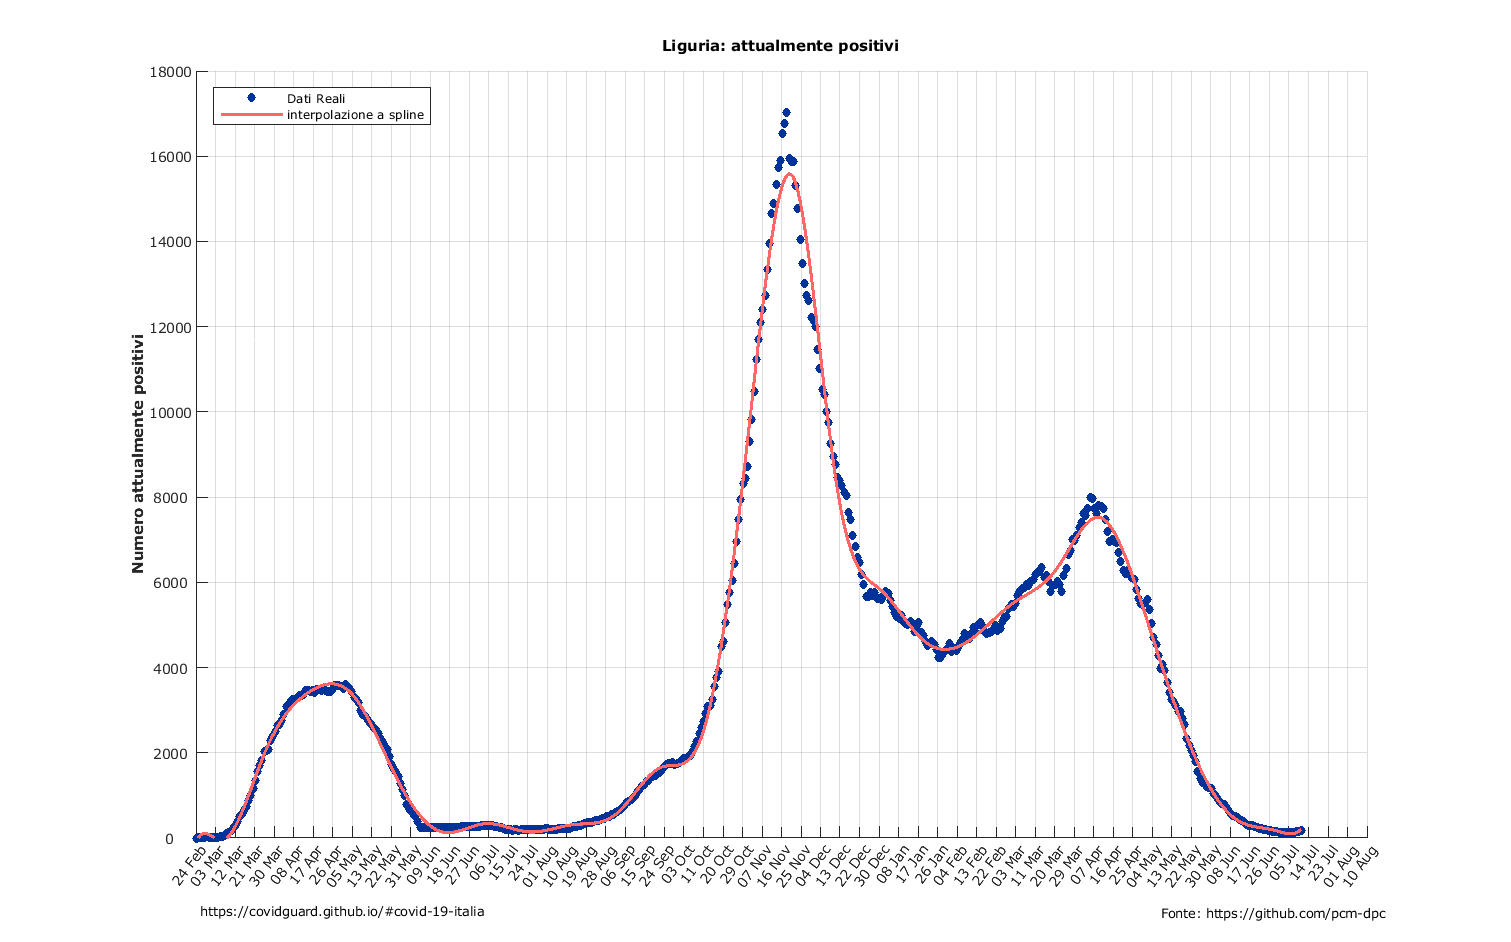 Liguria: attualmente positivi
Dati Reali
interpolazione a spline
Numero attualmente positivi
18000
16000
14000
12000
10000
8000
6000
4000
2000
0
24 Feb
03 Mar
12 Mar
21 Mar
30 Mar
08 Apr
17 Apr
26 Apr
05 May
13 May
22 May
31 May
09 Jun
18 Jun
27 Jun
06 Jul
15 Jul
24 Jul
01 Aug
10 Aug
19 Aug
28 Aug
06 Sep
15 Sep
24 Sep
03 Oct
11 Oct
20 Oct
29 Oct
07 Nov
16 Nov
25 Nov
04 Dec
13 Dec
22 Dec
30 Dec
08 Jan
17 Jan
26 Jan
04 Feb
13 Feb
22 Feb
03 Mar
11 Mar
20 Mar
29 Mar
07 Apr
16 Apr
25 Apr
04 May
13 May
22 May
30 May
08 Jun
17 Jun
26 Jun
05 Jul
14 Jul
23 Jul
01 Aug
10 Aug
https://covidguard.github.io/#covid-19-italia
Fonte: https://github.com/pcm-dpc